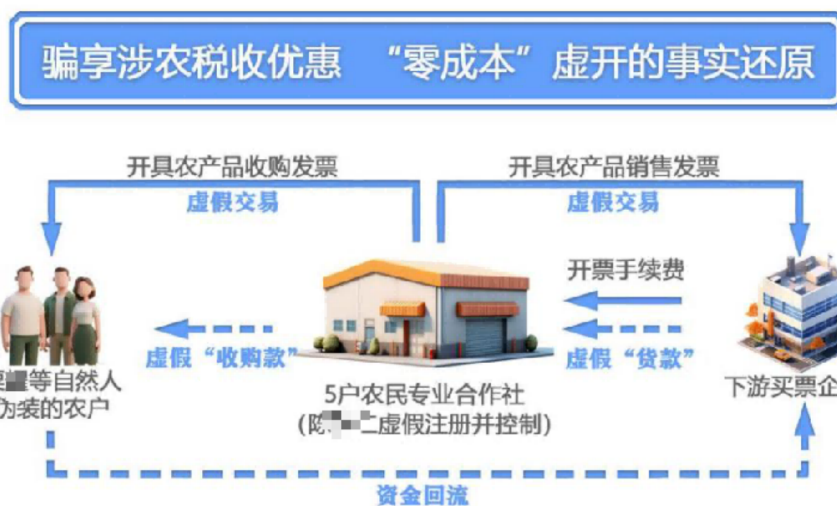 骗享涉农税收优惠 “零成本”虚开的事实还原
开具农产品收购发票
虚假交易
开具农产品销售发票
虚假交易
开票手续费
虚假“收购款”
虚假“货款”
等自然人
伪装的农户
5户农民专业合作社
(陈 二虚假注册并控制)
下游买票企
资金回流